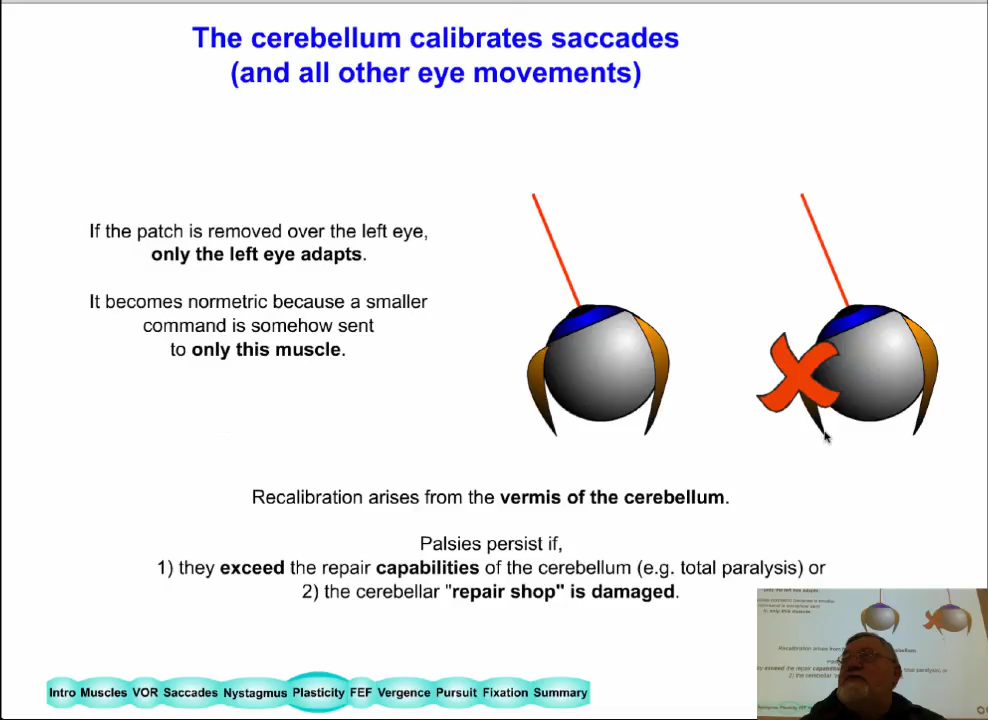 The cerebellum calibrates saccades
(and all other eye movements)
If the patch is removed over the left eye,
only the left eye adapts.
It becomes normetric because a smaller
command is somehow sent
to only this muscle.
Recalibration arises from the vermis of the cerebellum.
Palsies persist if,
1) they exceed the repair capabilities of the cerebellum (e.g. total paralysis) or
2) the cerebellar "repair shop" is damaged.
Intro Muscles VOR Saccades Nystagmus Plasticity FEF Vergence Pursuit Fixation Summary